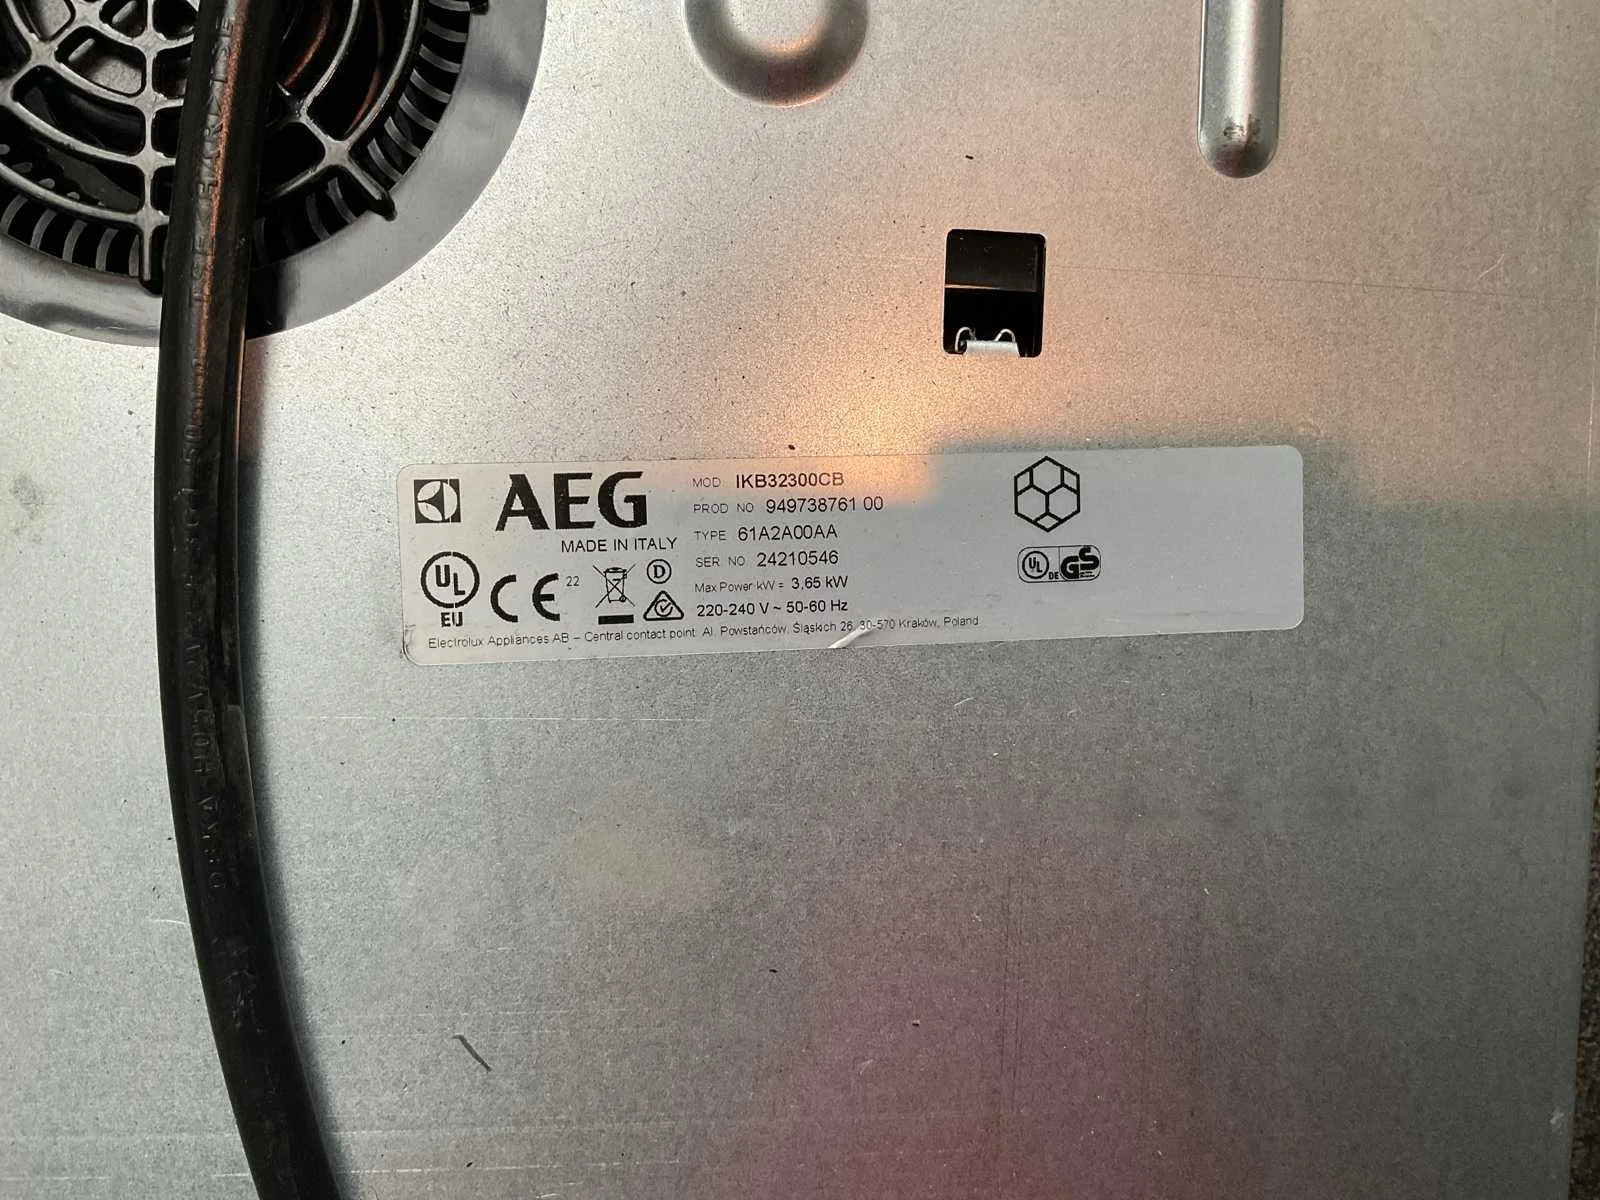 AEG
MADE IN ITALY
MOD IKB32300CB
PROD NO 949738761 00
TYPE 61A2A00AA
SER NO 24210546
Max Power kW = 3,65 kW
220-240 V ~ 50-60 Hz
UL
EU
CE 22
D
UL
DE
GS
Electrolux Appliances AB – Central contact point Al. Powstańców, Śląskich 26, 30-570 Kraków, Poland
H05V2V2-F